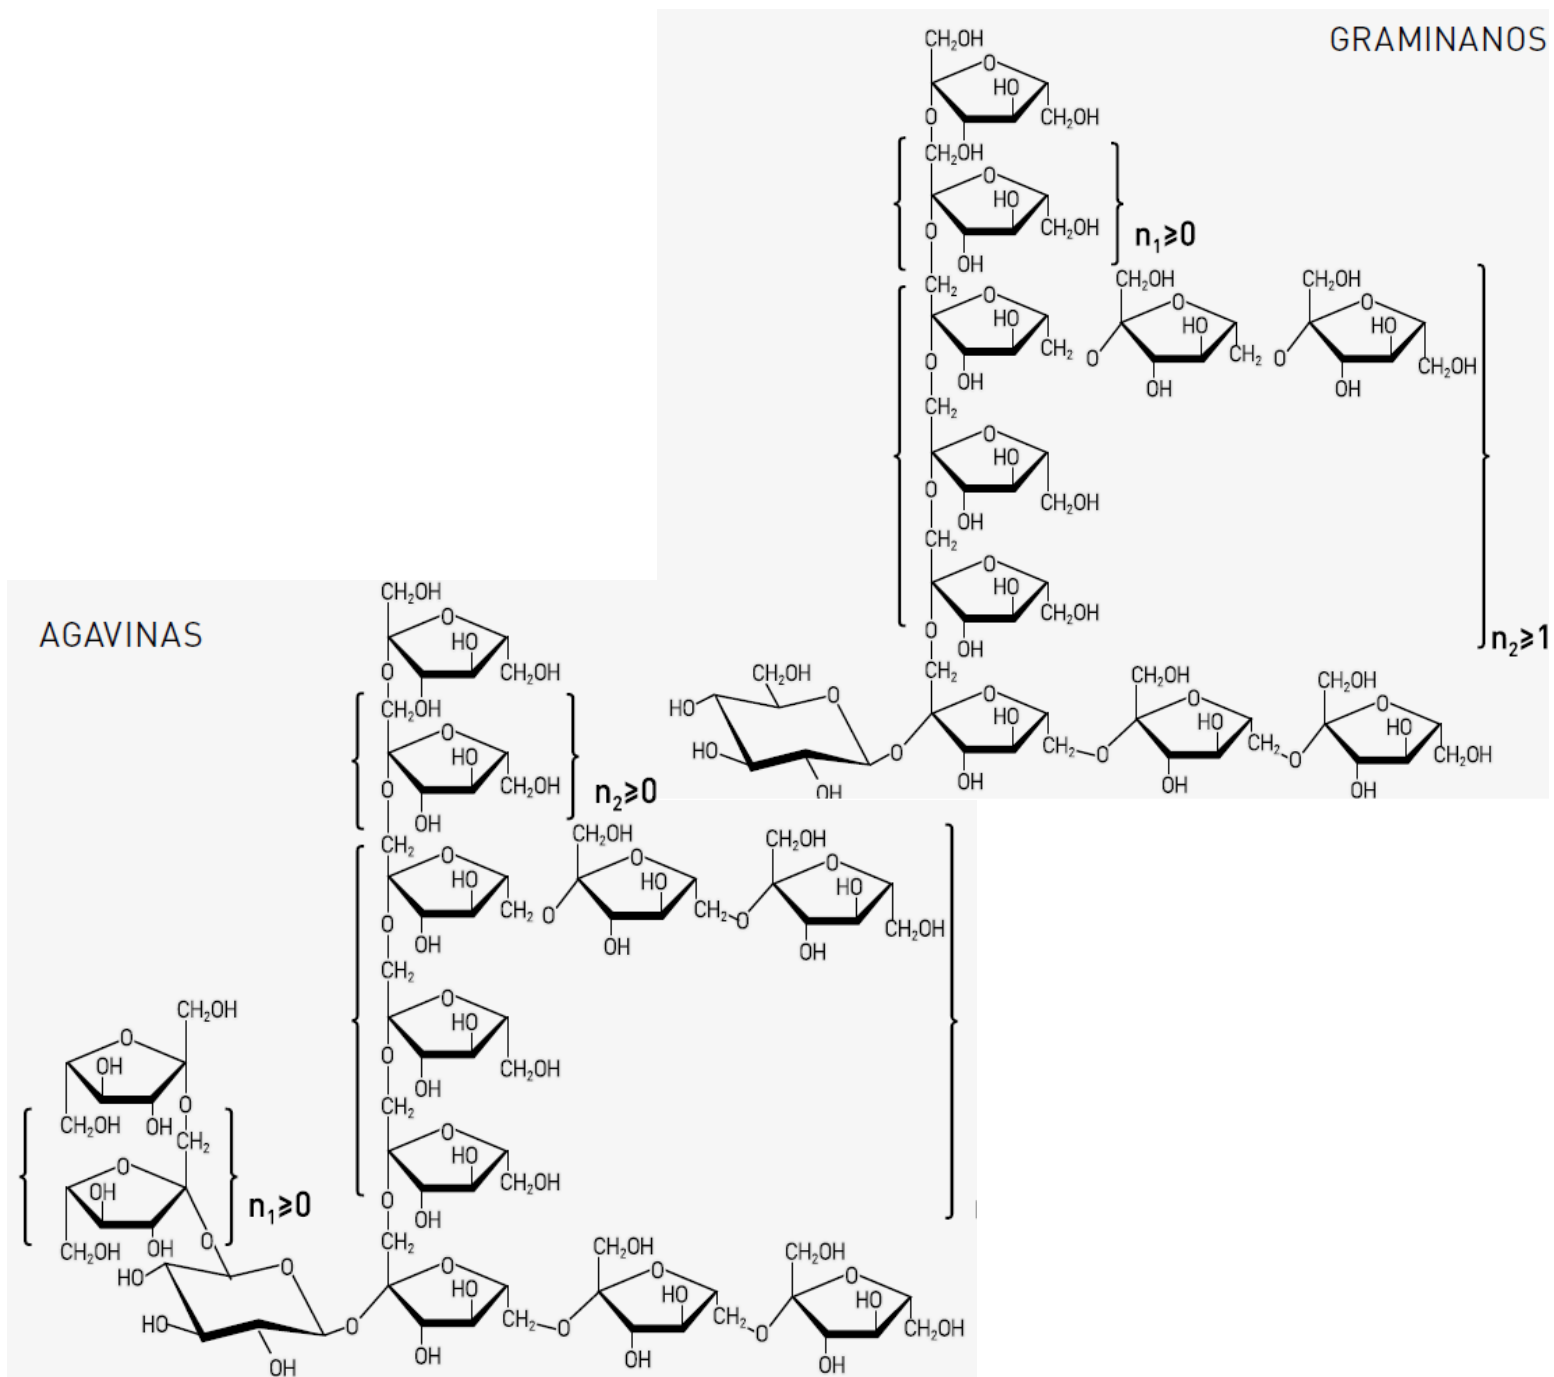 GRAMINANOS
CH₂OH
O
HO
O CH₂OH
CH₂OH
O
HO
O CH₂OH
n₁≥0
OH
CH₂ CH₂OH CH₂OH
O O O
HO HO HO
O CH₂ O CH₂ O CH₂OH
OH OH OH
CH₂
O
HO
O CH₂OH
OH
CH₂
O
HO
CH₂OH
O
OH
n₂≥1
CH₂OH CH₂ CH₂OH CH₂OH
HO O O O O
HO HO HO
HO O CH₂ O CH₂ O CH₂OH
OH OH OH OH
AGAVINAS
CH₂OH
O
HO
O CH₂OH
CH₂OH
O
HO
O CH₂OH
n₂≥0
OH
CH₂ CH₂OH CH₂OH
O O O
HO HO HO
O CH₂ O CH₂ O CH₂OH
OH OH OH
CH₂
O
HO
O CH₂OH
OH
CH₂
O
HO
CH₂OH
O
OH
CH₂OH
O
OH
O
CH₂OH OH
CH₂
O
OH
n₁≥0
CH₂OH OH O
CH₂ CH₂OH CH₂OH
HO O O O O
HO HO HO
HO O CH₂ O CH₂ O CH₂OH
OH OH OH OH